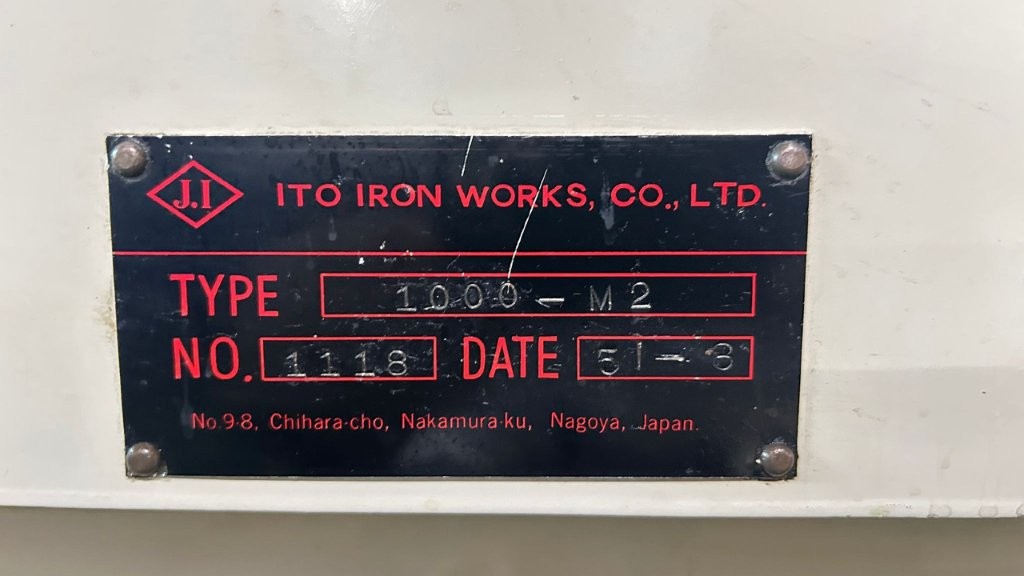 J.I ITO IRON WORKS, CO., LTD.
TYPE 1000-M2
NO. 1118 DATE 51-3
No.9-8, Chihara-cho, Nakamura-ku, Nagoya, Japan.